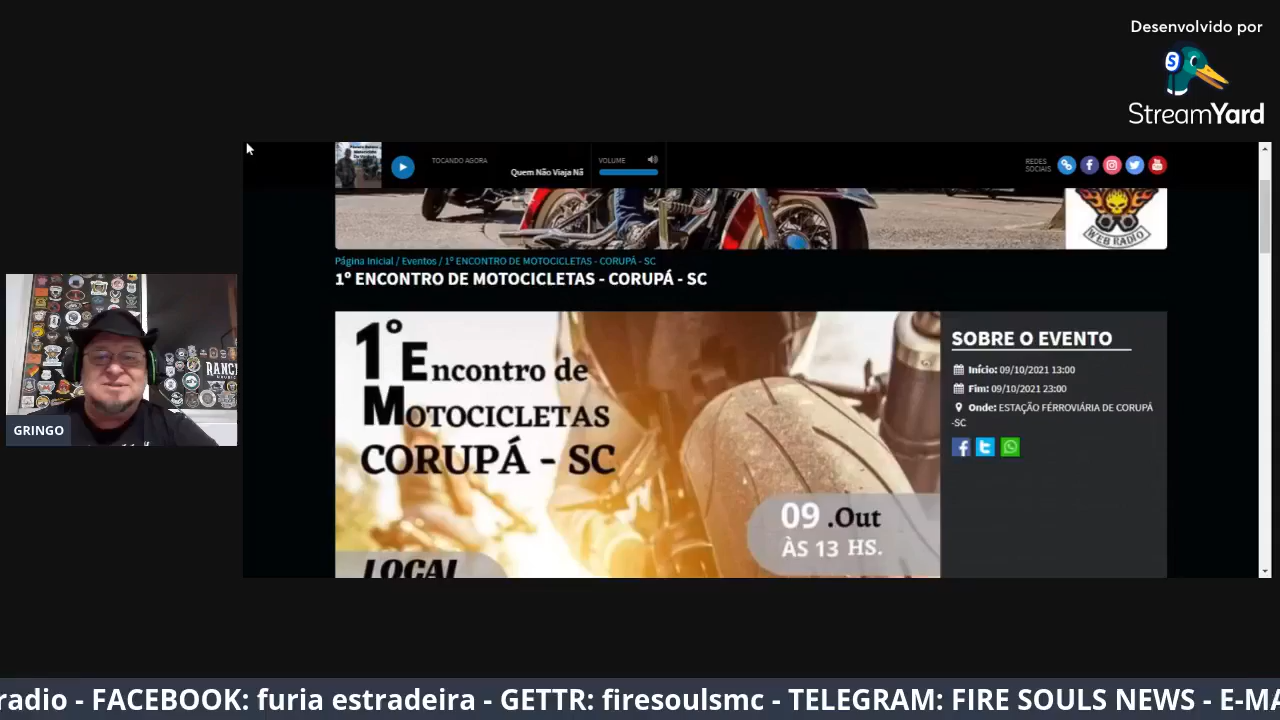 Desenvolvido por
StreamYard
TOCANDO AGORA
Quem Não Viaja Nã
VOLUME
REDES
SOCIAIS
WEB RADIO
Página Inicial / Eventos / 1º ENCONTRO DE MOTOCICLETAS - CORUPÁ - SC
1º ENCONTRO DE MOTOCICLETAS - CORUPÁ - SC
1º Encontro de
MOTOCICLETAS
CORUPÁ - SC
09 .Out
ÀS 13 HS.
LOCAL
SOBRE O EVENTO
Início: 09/10/2021 13:00
Fim: 09/10/2021 23:00
Onde: ESTAÇÃO FÉRROVIÁRIA DE CORUPÁ
-SC
GRINGO
radio - FACEBOOK: furia estradeira - GETTR: firesoulsmc - TELEGRAM: FIRE SOULS NEWS - E-MA